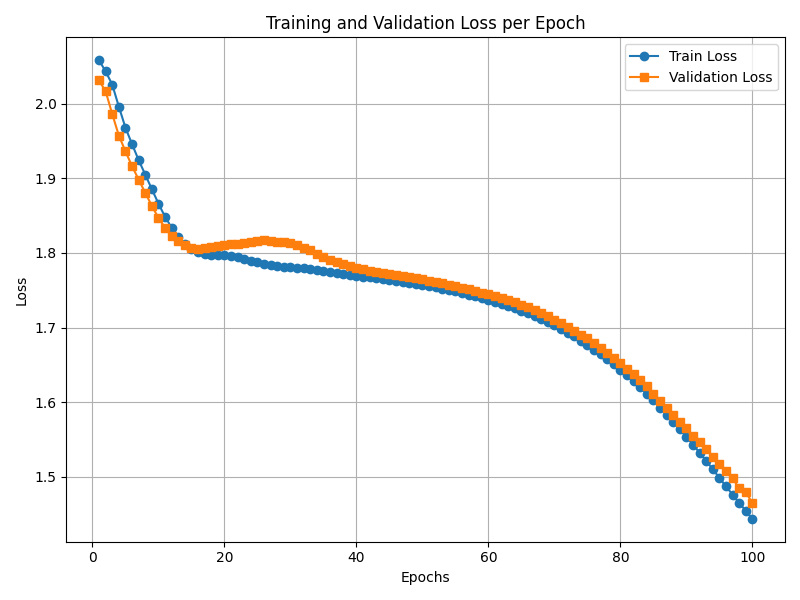 Training and Validation Loss per Epoch
Train Loss
Validation Loss
Loss
2.0
1.9
1.8
1.7
1.6
1.5
0 20 40 60 80 100
Epochs